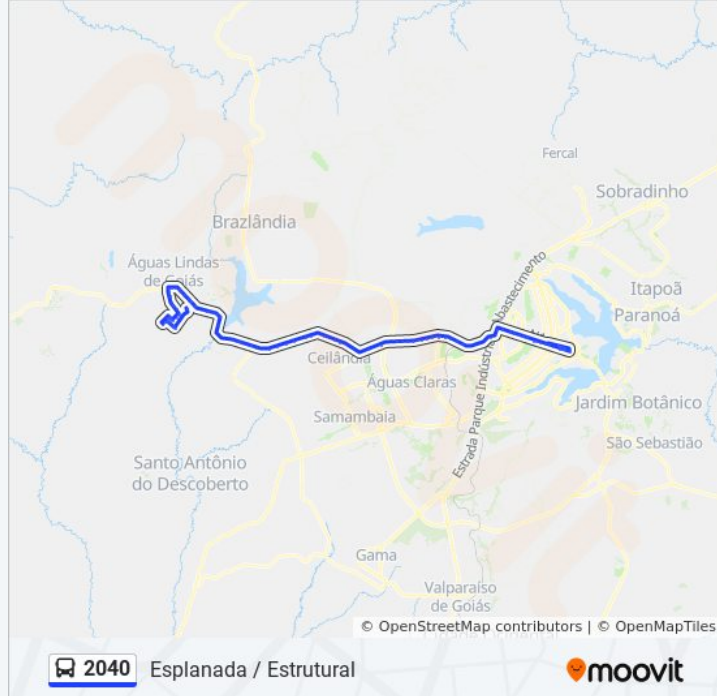 Fercal
Sobradinho
Brazlândia
Águas Lindas
de Goiás
Itapoã
Paranoá
Estrada Parque Indústria e Abastecimento
Ceilândia
Águas Claras
Jardim Botânico
Samambaia
São Sebastião
Santo Antônio
do Descoberto
Gama
Valparaíso
de Goiás
© OpenStreetMap contributors | © OpenMapTiles
2040 Esplanada / Estrutural
moovit